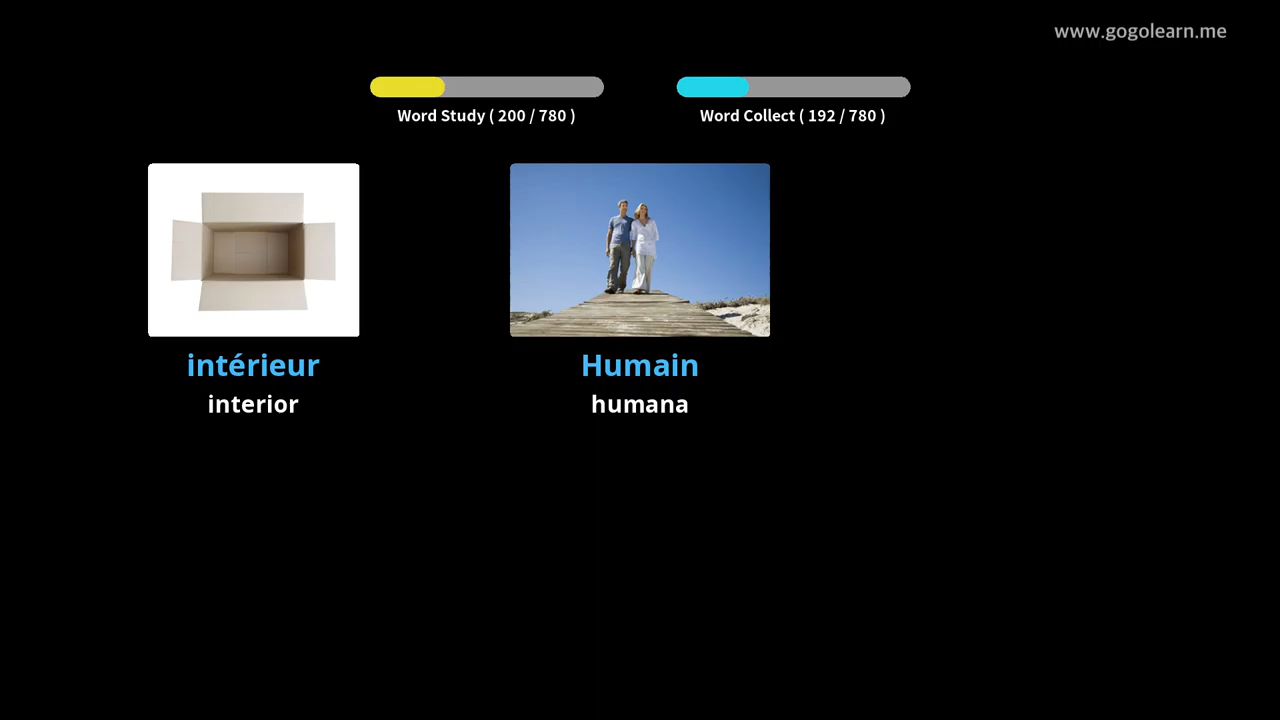 www.gogolearn.me
Word Study ( 200 / 780 )
Word Collect ( 192 / 780 )
intérieur
interior
Humain
humana